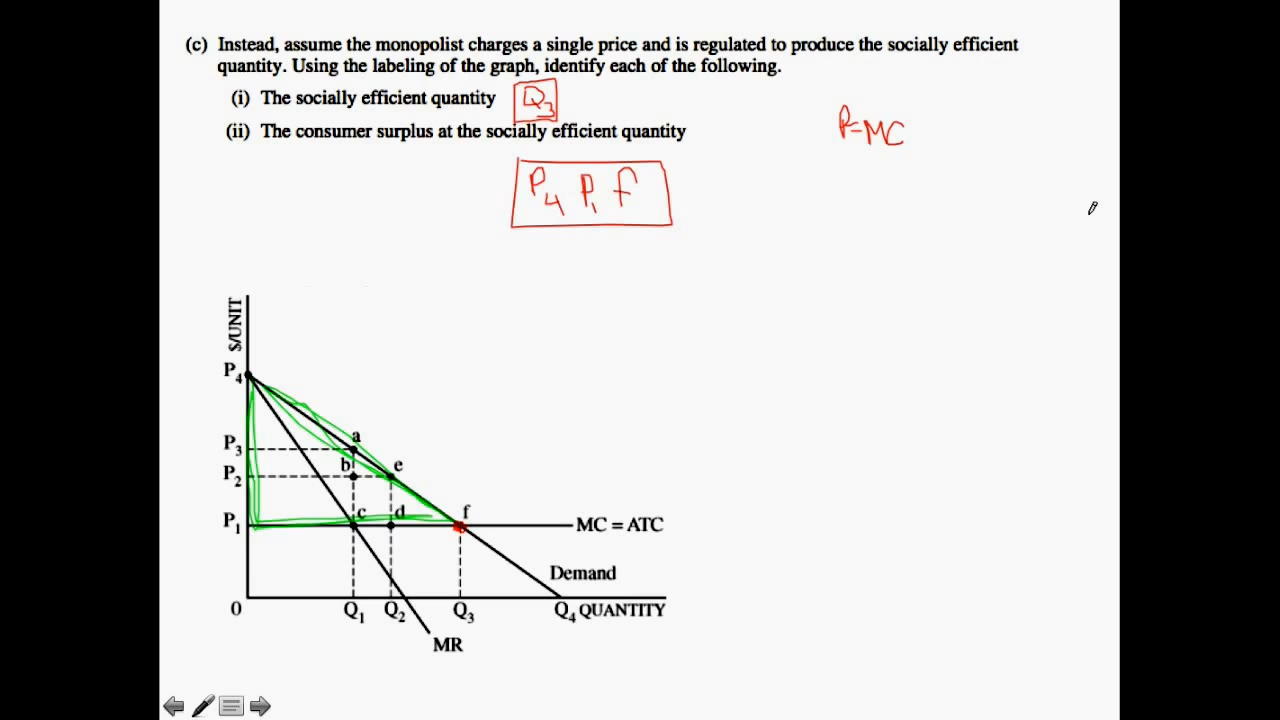 (c) Instead, assume the monopolist charges a single price and is regulated to produce the socially efficient
quantity. Using the labeling of the graph, identify each of the following.
(i) The socially efficient quantity Q3
(ii) The consumer surplus at the socially efficient quantity
P=MC
P4 P1 f
$/UNIT
P4
P3 a
b e
P2
P1 c d f MC = ATC
Demand
0 Q1 Q2 Q3 Q4 QUANTITY
MR